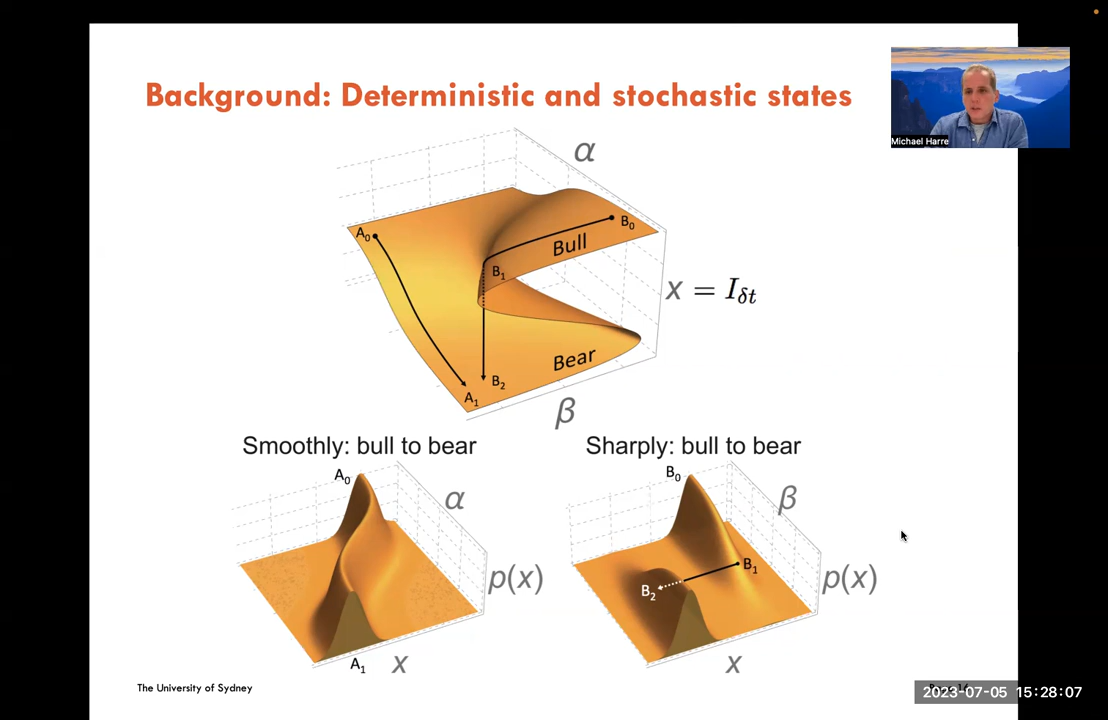 Background: Deterministic and stochastic states
Michael Harre
α
A₀
B₀
Bull
B₁
x = I_δt
Bear
B₂
A₁
β
Smoothly: bull to bear
Sharply: bull to bear
A₀
α
p(x)
A₁
x
B₀
β
B₁
B₂
p(x)
x
The University of Sydney
2023-07-05 15:28:07